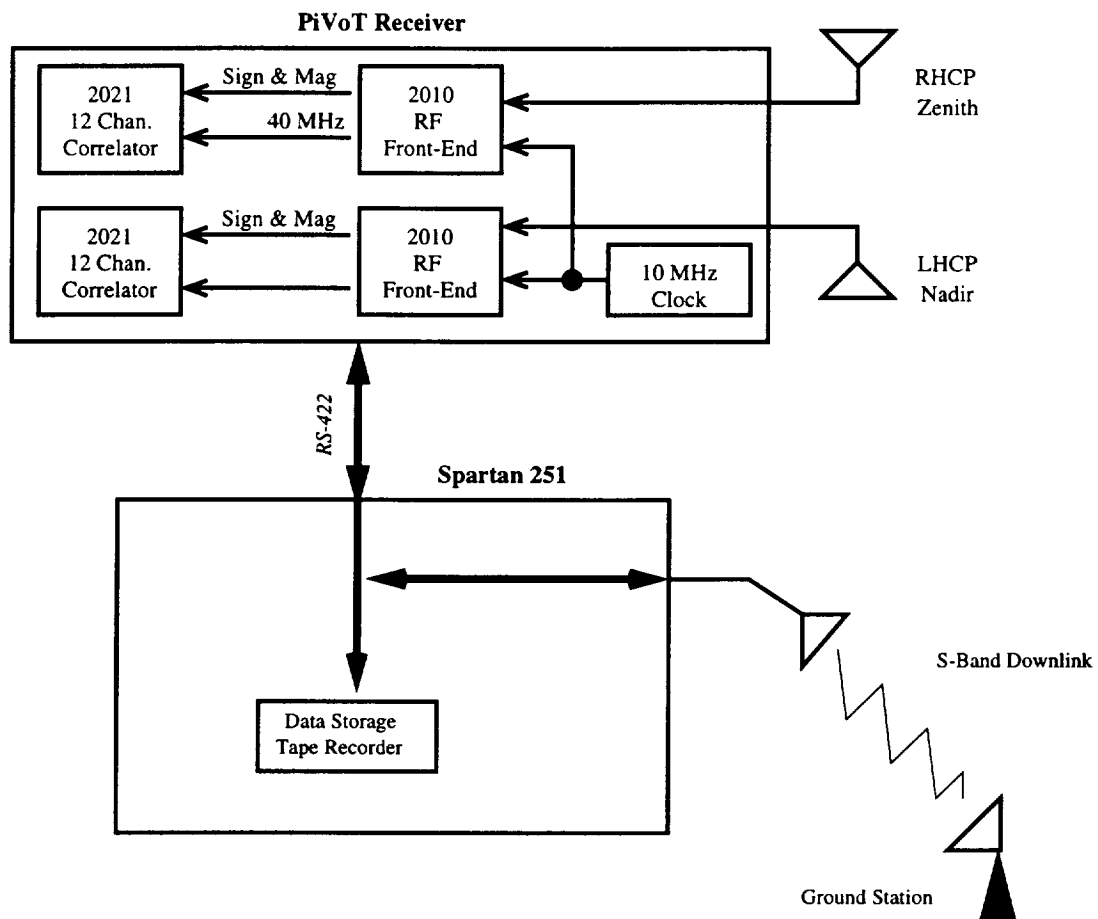 PiVoT Receiver
2021
12 Chan.
Correlator
Sign & Mag
40 MHz
2010
RF
Front-End
RHCP
Zenith
2021
12 Chan.
Correlator
Sign & Mag
2010
RF
Front-End
10 MHz
Clock
LHCP
Nadir
RS-422
Spartan 251
Data Storage
Tape Recorder
S-Band Downlink
Ground Station